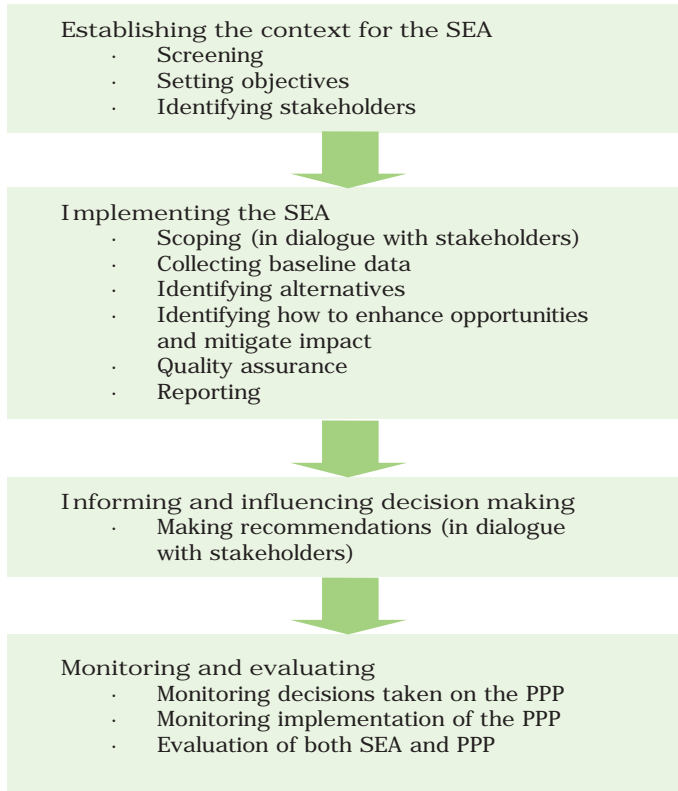 Establishing the context for the SEA
· Screening
· Setting objectives
· Identifying stakeholders
Implementing the SEA
· Scoping (in dialogue with stakeholders)
· Collecting baseline data
· Identifying alternatives
· Identifying how to enhance opportunities
and mitigate impact
· Quality assurance
· Reporting
Informing and influencing decision making
· Making recommendations (in dialogue
with stakeholders)
Monitoring and evaluating
· Monitoring decisions taken on the PPP
· Monitoring implementation of the PPP
· Evaluation of both SEA and PPP